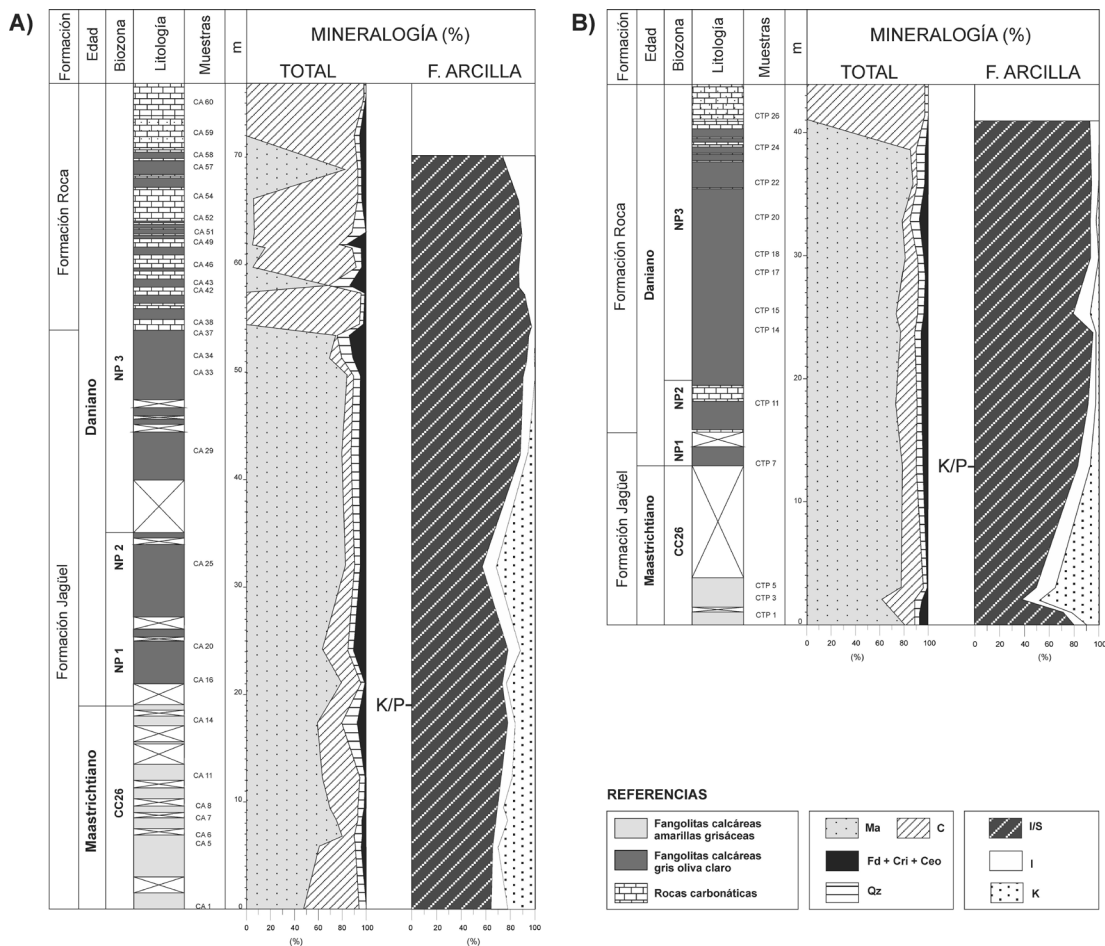 A)
Formación
Edad
Biozona
Litología
Muestras
m
MINERALOGÍA (%)
TOTAL
F. ARCILLA
Formación Roca
Formación Jagüel
Daniano
Maastrichtiano
NP 3
NP 2
NP 1
CC26
CA 60
CA 59
CA 58
CA 57
CA 54
CA 52
CA 51
CA 49
CA 46
CA 43
CA 42
CA 38
CA 37
CA 34
CA 33
CA 29
CA 25
CA 20
CA 16
CA 14
CA 11
CA 8
CA 7
CA 6
CA 5
CA 1
70
60
50
40
30
20
10
0
K/P
0 20 40 60 80 100
(%)
0 20 40 60 80 100
(%)
B)
Formación
Edad
Biozona
Litología
Muestras
m
MINERALOGÍA (%)
TOTAL
F. ARCILLA
Formación Roca
Formación Jagüel
Daniano
Maastrichtiano
NP3
NP2
NP1
CC26
CTP 26
CTP 24
CTP 22
CTP 20
CTP 18
CTP 17
CTP 15
CTP 14
CTP 11
CTP 7
CTP 5
CTP 3
CTP 1
40
30
20
10
0
K/P
0 20 40 60 80 100
(%)
0 20 40 60 80 100
(%)
REFERENCIAS
Fangolitas calcáreas
amarillas grisáceas
Fangolitas calcáreas
gris oliva claro
Rocas carbonáticas
Ma
C
Fd + Cri + Ceo
Qz
I/S
I
K